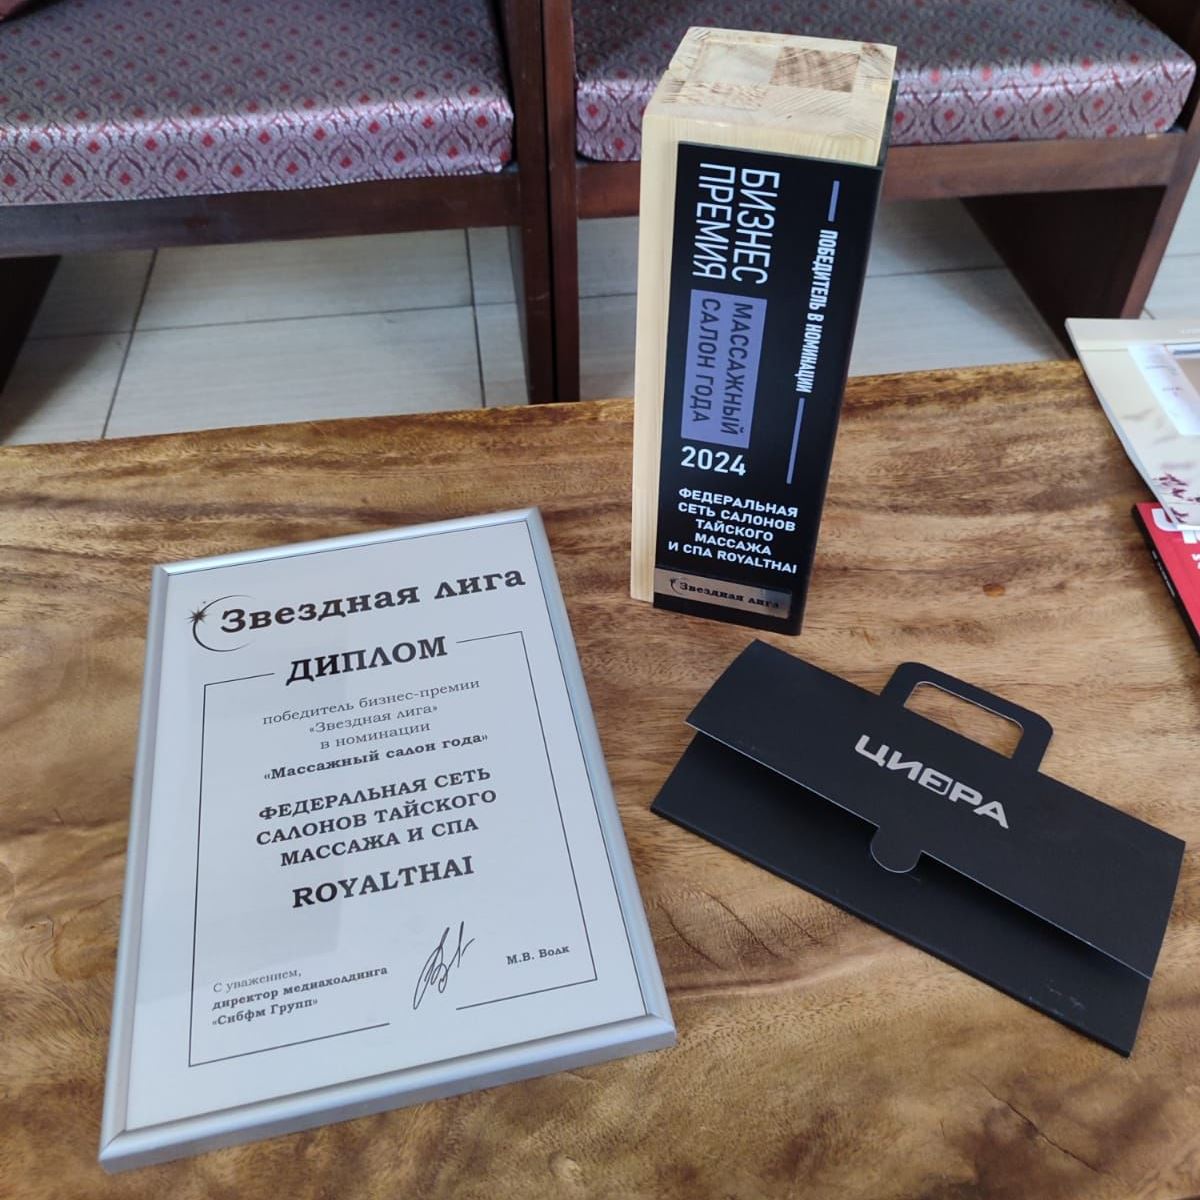 Звездная лига
ДИПЛОМ
победитель бизнес-премии
«Звездная лига»
в номинации
«Массажный салон года»
ФЕДЕРАЛЬНАЯ СЕТЬ
САЛОНОВ ТАЙСКОГО
МАССАЖА И СПА
ROYALTHAI
С уважением,
директор медиахолдинга
«Сибфм Групп»
М.В. Волк
БИЗНЕС
ПРЕМИЯ
МАССАЖНЫЙ
САЛОН ГОДА
ПОБЕДИТЕЛЬ В НОМИНАЦИИ
2024
ФЕДЕРАЛЬНАЯ
СЕТЬ САЛОНОВ
ТАЙСКОГО
МАССАЖА
И СПА ROYALTHAI
Звездная лига
ЦИФРА